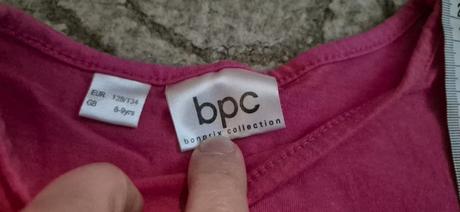 EUR 128/134
GB 8-9yrs
bpc
bonprix collection